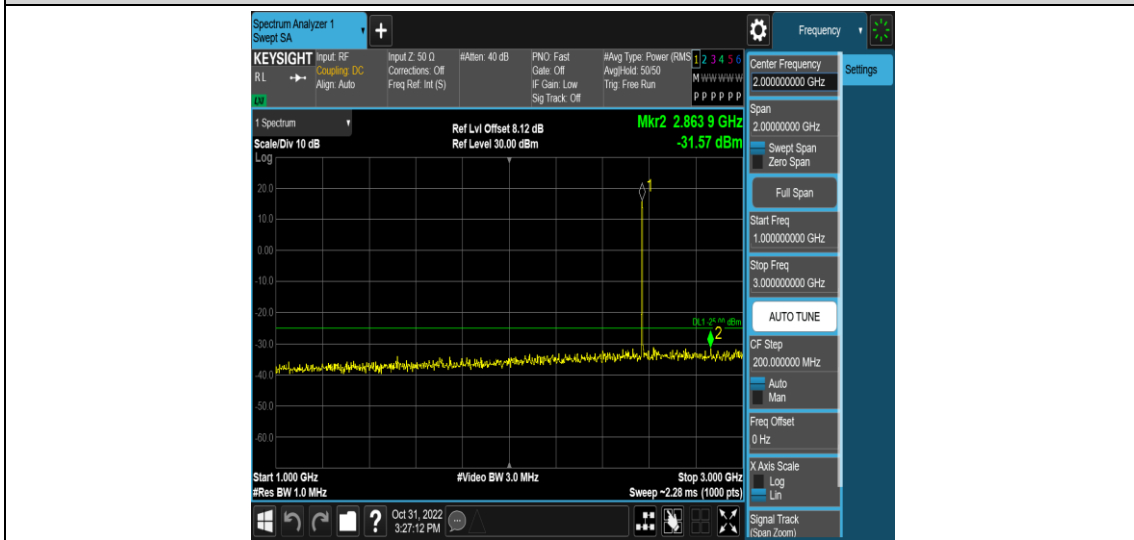 Spectrum Analyzer 1
Swept SA
+
Frequency
KEYSIGHT
RL
LXI
Input: RF
Coupling: DC
Align: Auto
Input Z: 50 Ω
Corrections: Off
Freq Ref: Int (S)
#Atten: 40 dB
PNO: Fast
Gate: Off
IF Gain: Low
Sig Track: Off
#Avg Type: Power (RMS
Avg|Hold: 50/50
Trig: Free Run
1 2 3 4 5 6
M W W W W W
P P P P P P
Center Frequency
2.000000000 GHz
Settings
1 Spectrum
Scale/Div 10 dB
Log
Ref Lvl Offset 8.12 dB
Ref Level 30.00 dBm
Mkr2 2.863 9 GHz
-31.57 dBm
Span
2.00000000 GHz
Swept Span
Zero Span
Full Span
Start Freq
1.000000000 GHz
Stop Freq
3.000000000 GHz
AUTO TUNE
CF Step
200.000000 MHz
Auto
Man
Freq Offset
0 Hz
X Axis Scale
Log
Lin
Signal Track
(Span Zoom)
20.0
10.0
0.00
-10.0
-20.0
-30.0
-40.0
-50.0
-60.0
1
DL1 -25.00 dBm
2
Start 1.000 GHz
#Res BW 1.0 MHz
#Video BW 3.0 MHz
Stop 3.000 GHz
Sweep ~2.28 ms (1000 pts)
?
Oct 31, 2022
3:27:12 PM